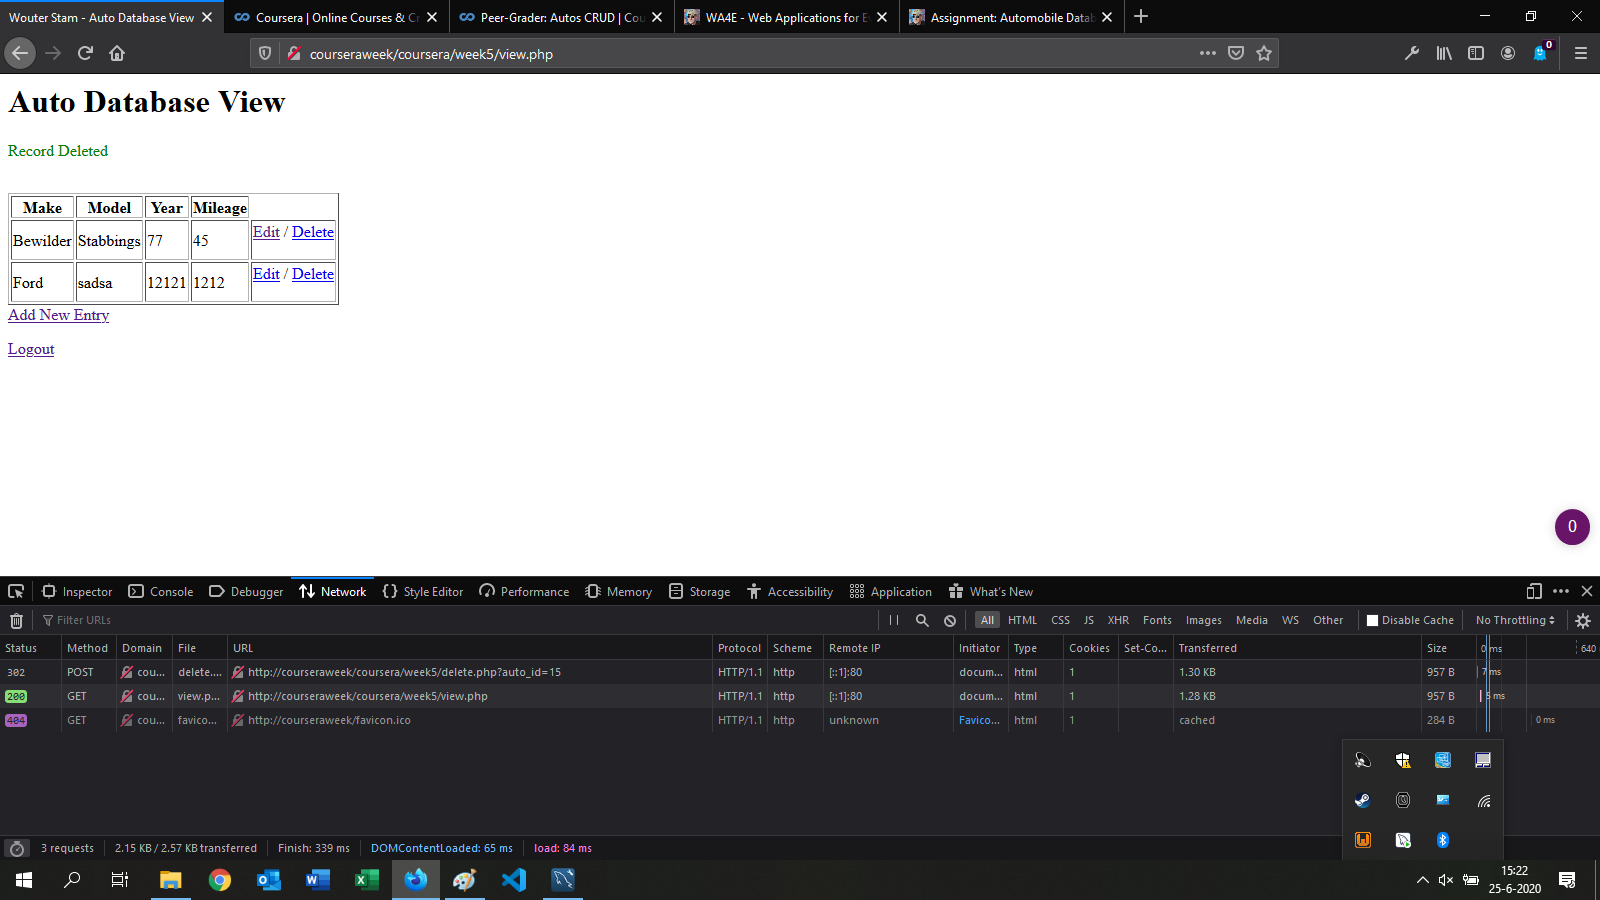 Wouter Stam - Auto Database View
Coursera | Online Courses & Cr
Peer-Grader: Autos CRUD | Cou
WA4E - Web Applications for Ev
Assignment: Automobile Datab
courseraweek/coursera/week5/view.php
0
Auto Database View
Record Deleted
Make Model Year Mileage
Bewilder Stabbings 77 45 Edit / Delete
Ford sadsa 12121 1212 Edit / Delete
Add New Entry
Logout
0
Inspector Console Debugger Network Style Editor Performance Memory Storage Accessibility Application What's New
Filter URLs All HTML CSS JS XHR Fonts Images Media WS Other Disable Cache No Throttling
Status Method Domain File URL Protocol Scheme Remote IP Initiator Type Cookies Set-Co... Transferred Size 0 ms 640
302 POST cou... delete.... http://courseraweek/coursera/week5/delete.php?auto_id=15 HTTP/1.1 http [::1]:80 docum... html 1 1.30 KB 957 B 7 ms
200 GET cou... view.p... http://courseraweek/coursera/week5/view.php HTTP/1.1 http [::1]:80 docum... html 1 1.28 KB 957 B 5 ms
404 GET cou... favico... http://courseraweek/favicon.ico HTTP/1.1 http unknown Favico... html 1 cached 284 B 0 ms
3 requests 2.15 KB / 2.57 KB transferred Finish: 339 ms DOMContentLoaded: 65 ms load: 84 ms
15:22
25-6-2020